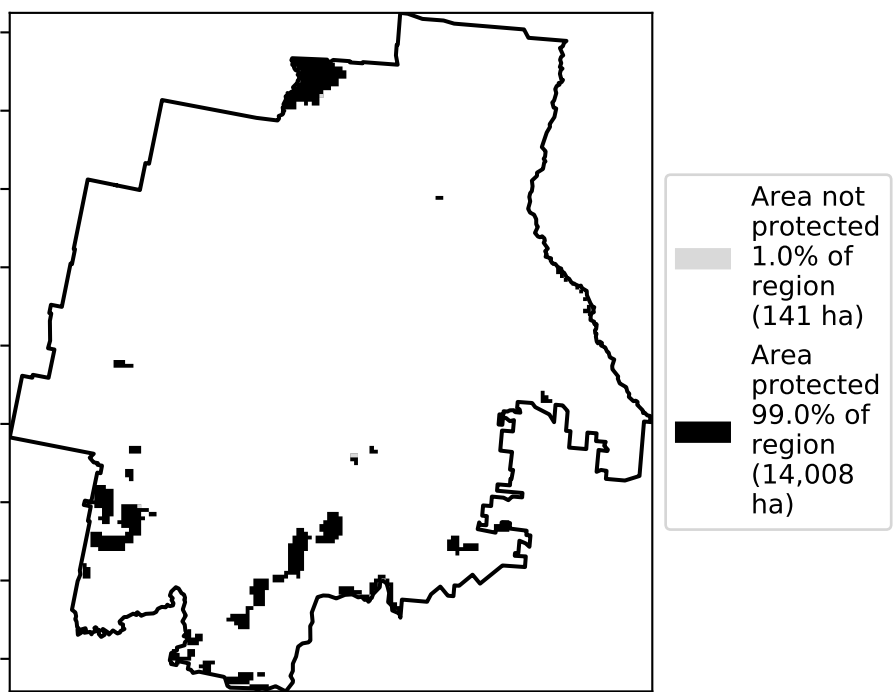 Area not
protected
1.0% of
region
(141 ha)
Area
protected
99.0% of
region
(14,008
ha)